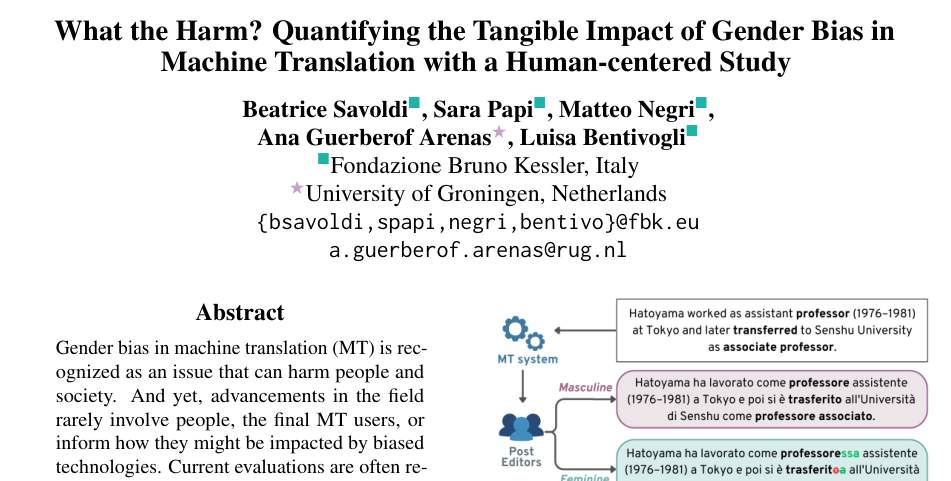 What the Harm? Quantifying the Tangible Impact of Gender Bias in
Machine Translation with a Human-centered Study
Beatrice Savoldi, Sara Papi, Matteo Negri,
Ana Guerberof Arenas★, Luisa Bentivogli
Fondazione Bruno Kessler, Italy
★University of Groningen, Netherlands
{bsavoldi,spapi,negri,bentivo}@fbk.eu
a.guerberof.arenas@rug.nl
Abstract
Gender bias in machine translation (MT) is rec-
ognized as an issue that can harm people and
society. And yet, advancements in the field
rarely involve people, the final MT users, or
inform how they might be impacted by biased
technologies. Current evaluations are often re-
MT system
Hatoyama worked as assistant professor (1976–1981)
at Tokyo and later transferred to Senshu University
as associate professor.
Masculine
Hatoyama ha lavorato come professore assistente
(1976–1981) a Tokyo e poi si è trasferito all'Università
di Senshu come professore associato.
Post
Editors
Feminine
Hatoyama ha lavorato come professoressa assistente
(1976–1981) a Tokyo e poi si è trasferitoa all'Università